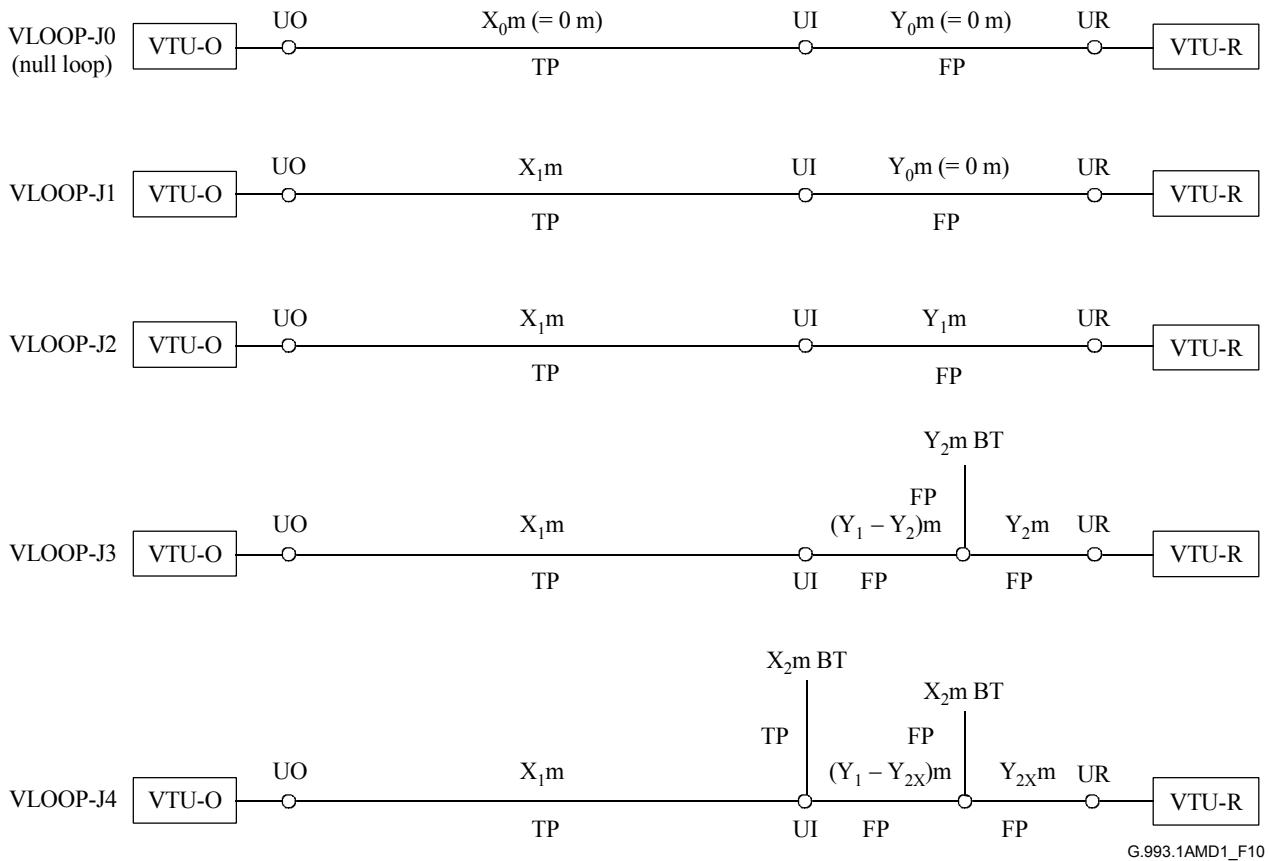 VLOOP-J0
(null loop)
VTU-O
UO
X₀m (= 0 m)
TP
UI
Y₀m (= 0 m)
FP
UR
VTU-R
VLOOP-J1
VTU-O
UO
X₁m
TP
UI
Y₀m (= 0 m)
FP
UR
VTU-R
VLOOP-J2
VTU-O
UO
X₁m
TP
UI
Y₁m
FP
UR
VTU-R
VLOOP-J3
VTU-O
UO
X₁m
TP
UI
Y₂m BT
FP
(Y₁ – Y₂)m
FP
Y₂m
FP
UR
VTU-R
VLOOP-J4
VTU-O
UO
X₁m
TP
X₂m BT
TP
UI
X₂m BT
FP
(Y₁ – Y₂X)m
FP
Y₂Xm
FP
UR
VTU-R
G.993.1AMD1_F10